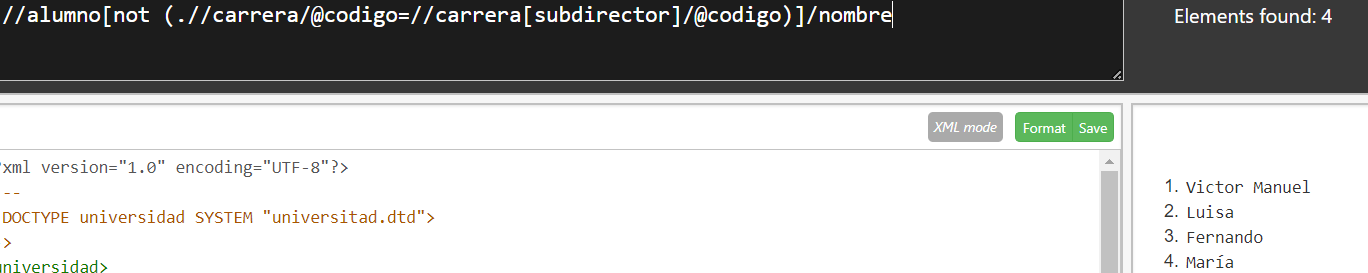 //alumno[not (.//carrera/@codigo=//carrera[subdirector]/@codigo)]/nombre
Elements found: 4
XML mode
Format
Save
?xml version="1.0" encoding="UTF-8"?>
--
DOCTYPE universidad SYSTEM "universitad.dtd">
>
universidad>
1. Victor Manuel
2. Luisa
3. Fernando
4. María